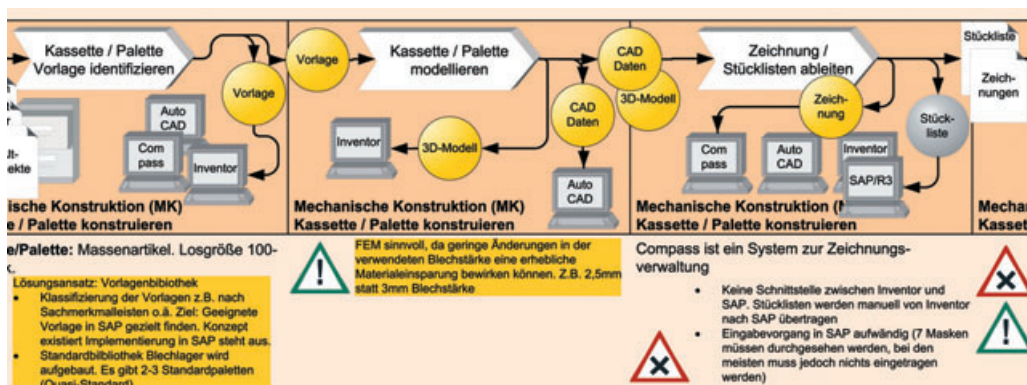 Kassette / Palette
Vorlage identifizieren
Vorlage
Auto
CAD
Com
pass
Inventor
Vorlage
Kassette / Palette
modellieren
CAD
Daten
3D-Modell
CAD
Daten
Inventor
3D-Modell
Auto
CAD
Zeichnung /
Stücklisten ableiten
Zeich-
nung
Stück-
liste
Com
pass
Auto
CAD
Inventor
SAP/R3
Stückliste
Zeich-
nungen
nische Konstruktion (MK)
te / Palette konstruieren
Mechanische Konstruktion (MK)
Kassette / Palette konstruieren
Mechanische Konstruktion
Kassette / Palette konstruieren
Mechan
Kasset
e/Palette: Massenartikel. Losgröße 100-
k.
Lösungsansatz: Vorlagenbibiothek
• Klassifizierung der Vorlagen z.B. nach
Sachmerkmalleisten o.ä. Ziel: Geeignete
Vorlage in SAP gezielt finden. Konzept
existiert Implementierung in SAP steht aus.
• Standardbilbothek Blechlager wird
aufgebaut. Es gibt 2-3 Standardpaletten
(Quasi-Standard)
FEM sinnvoll, da geringe Änderungen in der
verwendeten Blechstärke eine erhebliche
Materialeinsparung bewirken können. Z.B. 2,5mm
statt 3mm Blechstärke
Compass ist ein System zur Zeichnungs-
verwaltung
• Keine Schnittstelle zwischen Inventor und
SAP. Stücklisten werden manuell von Inventor
nach SAP übertragen
• Eingabevorgang in SAP aufwändig (7 Masken
müssen durchgesehen werden, bei den
meisten muss jedoch nichts eingetragen
werden)